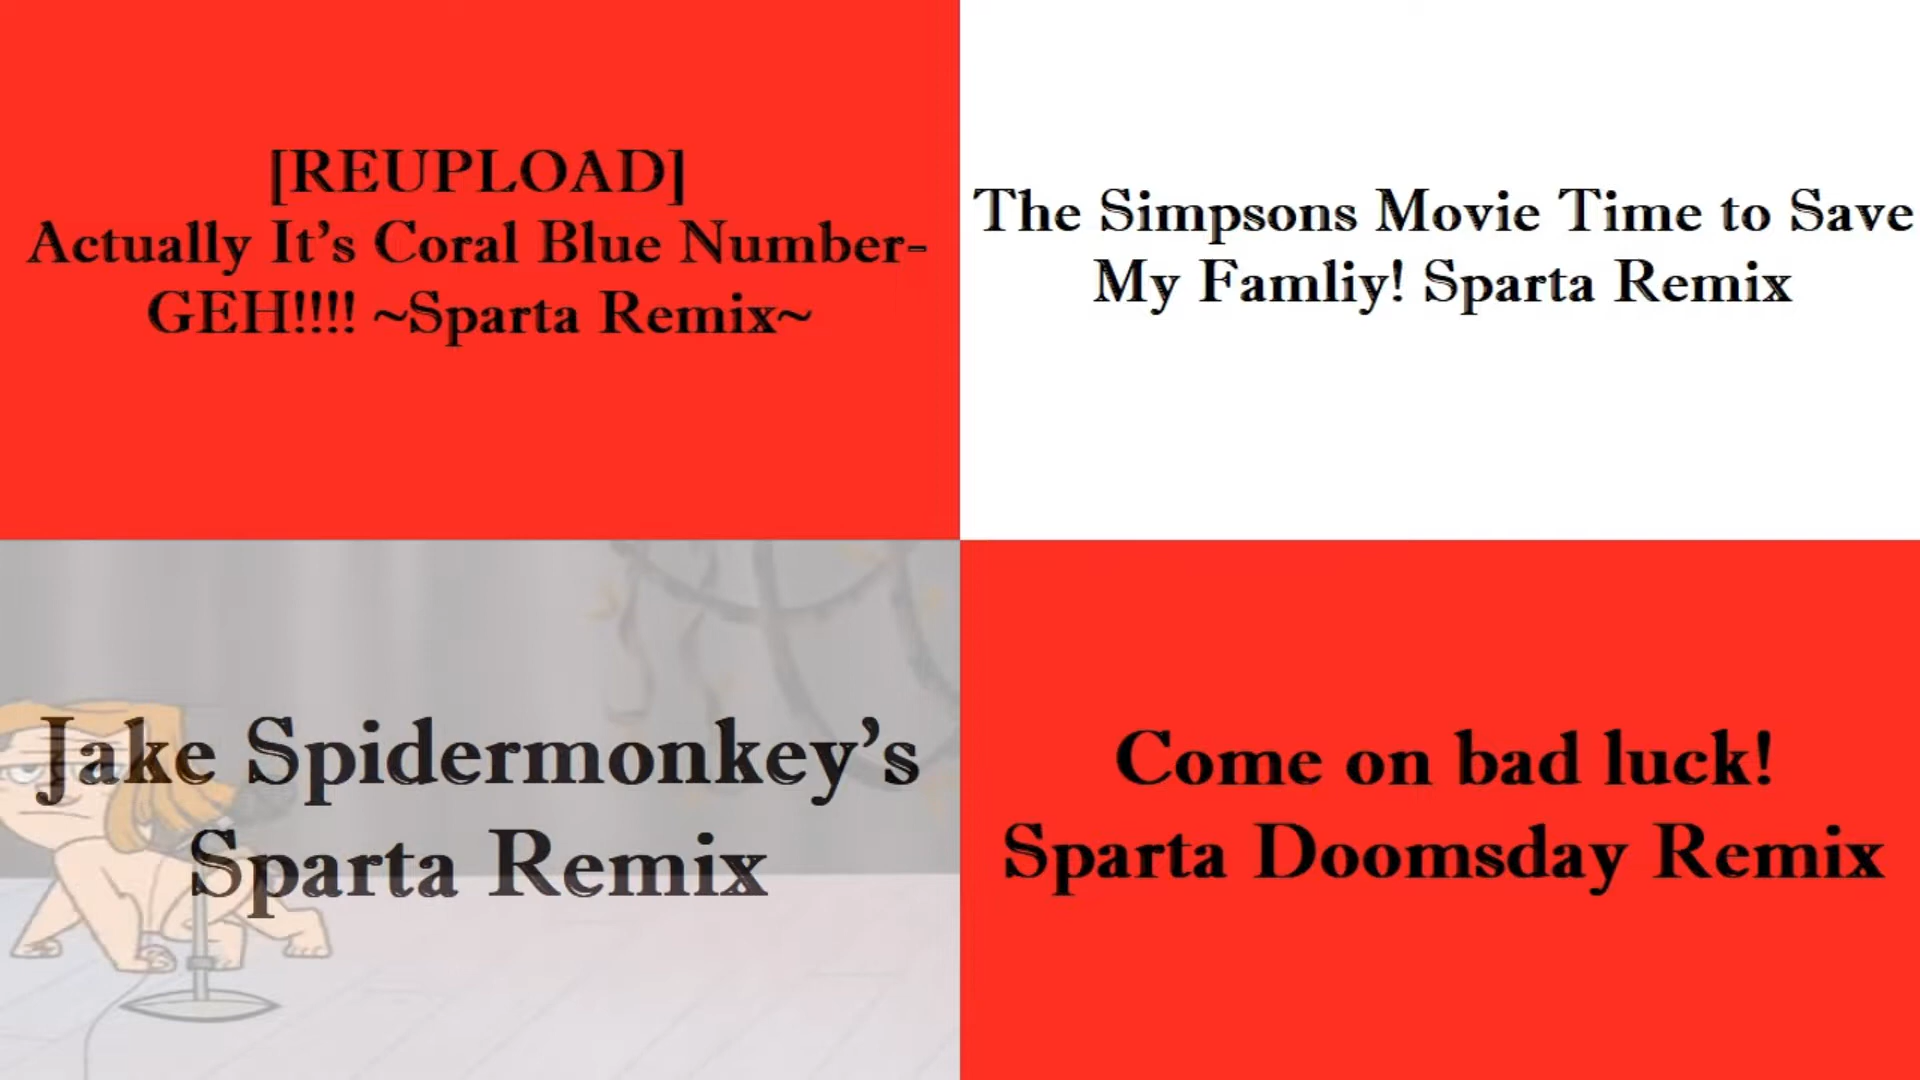 [REUPLOAD]
Actually It's Coral Blue Number-
GEH!!!! ~Sparta Remix~
The Simpsons Movie Time to Save
My Famliy! Sparta Remix
Jake Spidermonkey's
Sparta Remix
Come on bad luck!
Sparta Doomsday Remix